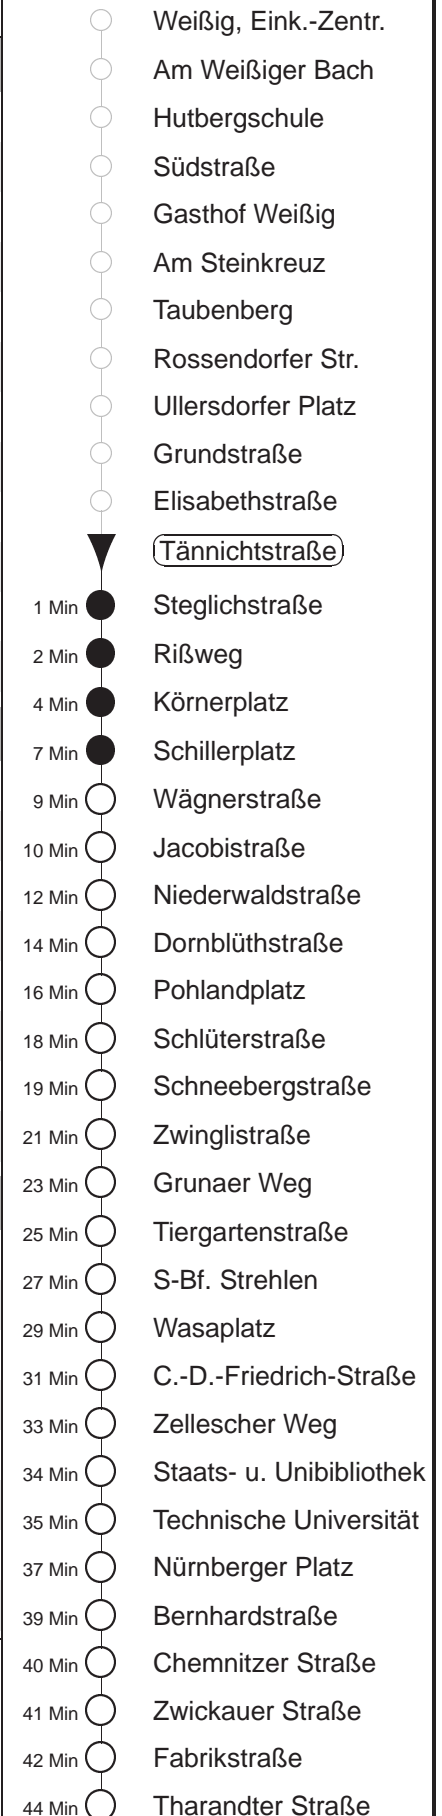 Weißig, Eink.-Zentr.
Am Weißiger Bach
Hutbergschule
Südstraße
Gasthof Weißig
Am Steinkreuz
Taubenberg
Rossendorfer Str.
Ullersdorfer Platz
Grundstraße
Elisabethstraße
Tännichtstraße
1 Min Steglichstraße
2 Min Rißweg
4 Min Körnerplatz
7 Min Schillerplatz
9 Min Wägnerstraße
10 Min Jacobistraße
12 Min Niederwaldstraße
14 Min Dornblüthstraße
16 Min Pohlandplatz
18 Min Schlüterstraße
19 Min Schneebergstraße
21 Min Zwinglistraße
23 Min Grunaer Weg
25 Min Tiergartenstraße
27 Min S-Bf. Strehlen
29 Min Wasaplatz
31 Min C.-D.-Friedrich-Straße
33 Min Zellescher Weg
34 Min Staats- u. Unibibliothek
35 Min Technische Universität
37 Min Nürnberger Platz
39 Min Bernhardstraße
40 Min Chemnitzer Straße
41 Min Zwickauer Straße
42 Min Fabrikstraße
44 Min Tharandter Straße